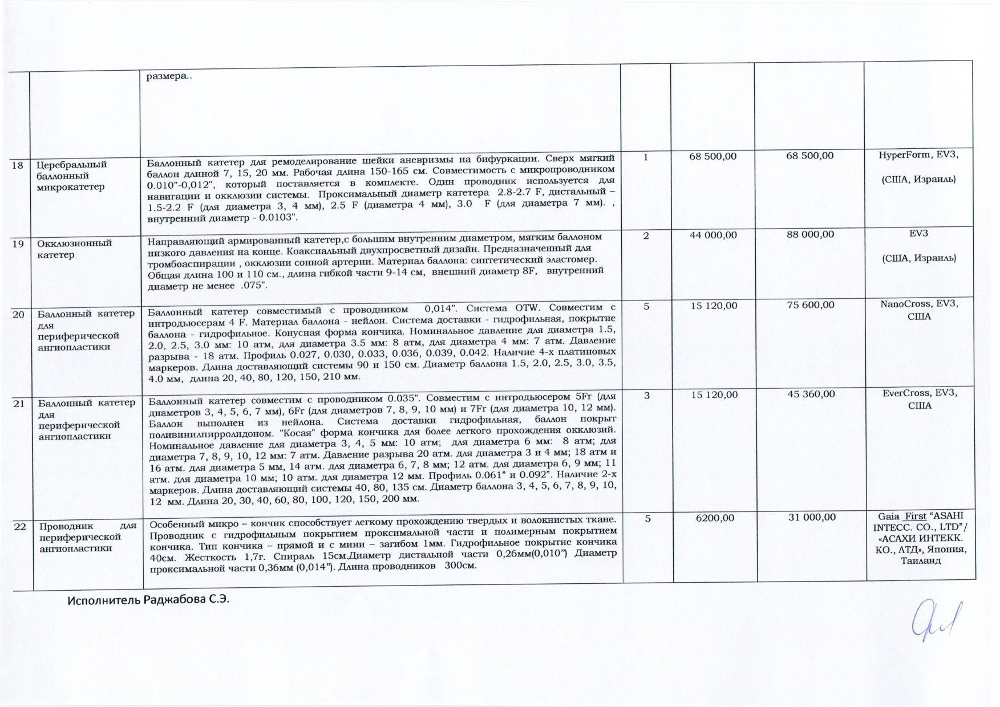 размера..
18
Церебральный
баллонный
микрокатетер
Баллонный катетер для ремоделирование шейки аневризмы на бифуркации. Сверх мягкий
баллон длиной 7, 15, 20 мм. Рабочая длина 150-165 см. Совместимость с микропроводником
0.010"-0,012", который поставляется в комплекте. Один проводник используется для
навигации и окклюзии системы. Проксимальный диаметр катетера 2.8-2.7 F, дистальный –
1.5-2.2 F (для диаметра 3, 4 мм), 2.5 F (диаметра 4 мм), 3.0 F (для диаметра 7 мм). ,
внутренний диаметр - 0.0103".
1
68 500,00
68 500,00
HyperForm, EV3,
(США, Израиль)
19
Окклюзионный
катетер
Направляющий армированный катетер,с большим внутренним диаметром, мягким баллоном
низкого давления на конце. Коаксиальный двухпросветный дизайн. Предназначенный для
тромбоаспирации , окклюзии сонной артерии. Материал баллона: синтетический эластомер.
Общая длина 100 и 110 см., длина гибкой части 9-14 см, внешний диаметр 8F, внутренний
диаметр не менее .075".
2
44 000,00
88 000,00
EV3
(США, Израиль)
20
Баллонный катетер
для
периферической
ангиопластики
Баллонный катетер совместимый с проводником 0,014". Система OTW. Совместим с
интродьюсерам 4 F. Материал баллона - нейлон. Система доставки - гидрофильная, покрытие
баллона - гидрофильное. Конусная форма кончика. Номинальное давление для диаметра 1.5,
2.0, 2.5, 3.0 мм: 10 атм, для диаметра 3.5 мм: 8 атм, для диаметра 4 мм: 7 атм. Давление
разрыва - 18 атм. Профиль 0.027, 0.030, 0.033, 0.036, 0.039, 0.042. Наличие 4-х платиновых
маркеров. Длина доставляющий системы 90 и 150 см. Диаметр баллона 1.5, 2.0, 2.5, 3.0, 3.5,
4.0 мм, длина 20, 40, 80, 120, 150, 210 мм.
5
15 120,00
75 600,00
NanoCross, EV3,
США
21
Баллонный катетер
для
периферической
ангиопластики
Баллонный катетер совместим с проводником 0.035". Совместим с интродьюсером 5Fr (для
диаметров 3, 4, 5, 6, 7 мм), 6Fr (для диаметров 7, 8, 9, 10 мм) и 7Fr (для диаметра 10, 12 мм).
Баллон выполнен из нейлона. Система доставки гидрофильная, баллон покрыт
поливинилпирролидоном. "Косая" форма кончика для более легкого прохождения окклюзий.
Номинальное давление для диаметра 3, 4, 5 мм: 10 атм; для диаметра 6 мм: 8 атм; для
диаметра 7, 8, 9, 10, 12 мм: 7 атм. Давление разрыва 20 атм. для диаметра 3 и 4 мм; 18 атм и
16 атм. для диаметра 5 мм, 14 атм. для диаметра 6, 7, 8 мм; 12 атм. для диаметра 6, 9 мм; 11
атм. для диаметра 10 мм; 10 атм. для диаметра 12 мм. Профиль 0.061” и 0.092”. Наличие 2-х
маркеров. Длина доставляющий системы 40, 80, 135 см. Диаметр баллона 3, 4, 5, 6, 7, 8, 9, 10,
12 мм. Длина 20, 30, 40, 60, 80, 100, 120, 150, 200 мм.
3
15 120,00
45 360,00
EverCross, EV3,
США
22
Проводник для
периферической
ангиопластики
Особенный микро – кончик способствует легкому прохождению твердых и волокнистых ткане.
Проводник с гидрофильным покрытием проксимальной части и полимерным покрытием
кончика. Тип кончика – прямой и с мини – загибом 1мм. Гидрофильное покрытие кончика
40см. Жесткость 1,7г. Спираль 15см.Диаметр дистальной части 0,26мм(0,010”) Диаметр
проксимальной части 0,36мм (0,014”). Длина проводников 300см.
5
6200,00
31 000,00
Gaia First “ASAHI
INTECC. CO., LTD”/
«АСАХИ ИНТЕКК.
КО., ЛТД», Япония,
Таиланд
Исполнитель Раджабова С.Э.